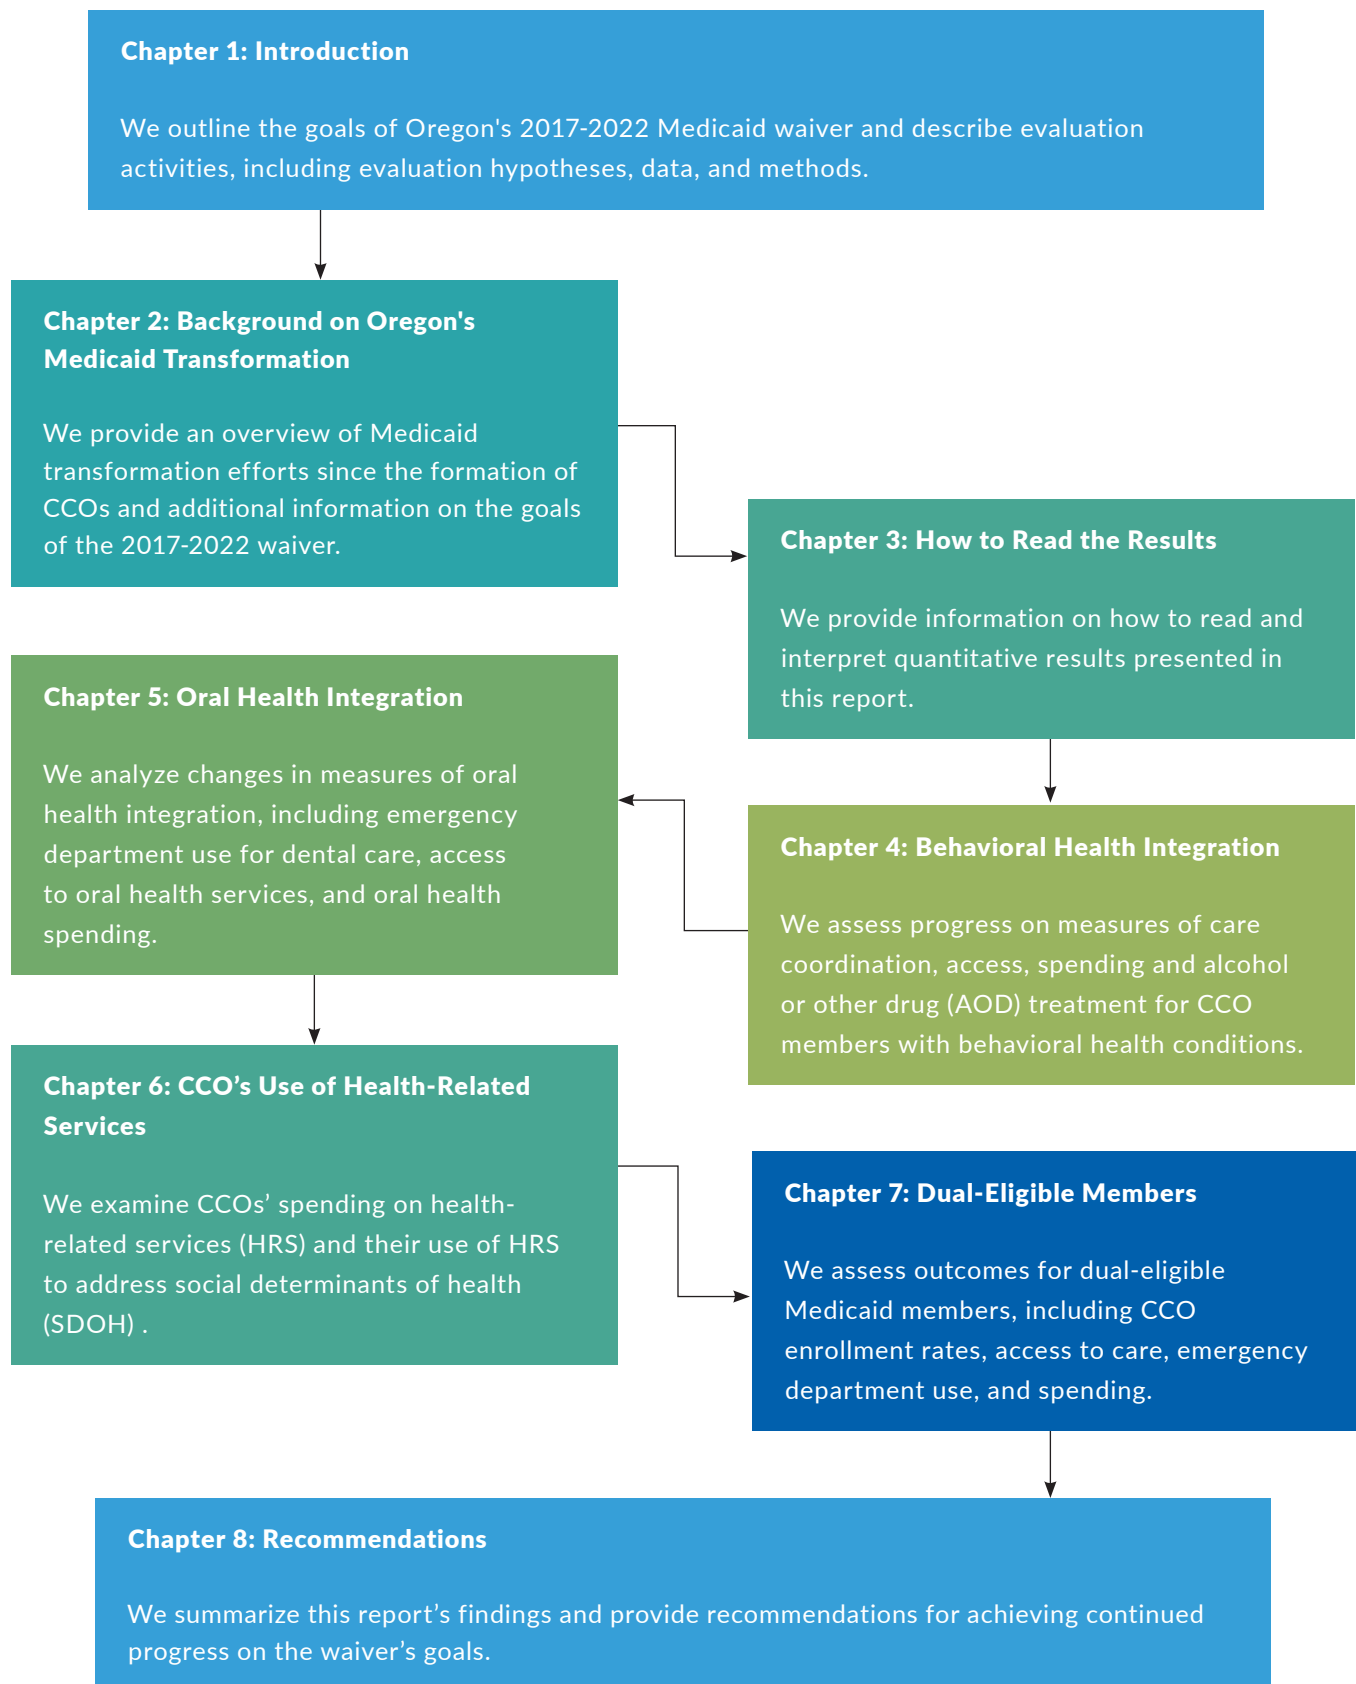 Chapter 1: Introduction
We outline the goals of Oregon's 2017-2022 Medicaid waiver and describe evaluation
activities, including evaluation hypotheses, data, and methods.
Chapter 2: Background on Oregon's
Medicaid Transformation
We provide an overview of Medicaid
transformation efforts since the formation of
CCOs and additional information on the goals
of the 2017-2022 waiver.
Chapter 3: How to Read the Results
We provide information on how to read and
interpret quantitative results presented in
this report.
Chapter 4: Behavioral Health Integration
We assess progress on measures of care
coordination, access, spending and alcohol
or other drug (AOD) treatment for CCO
members with behavioral health conditions.
Chapter 5: Oral Health Integration
We analyze changes in measures of oral
health integration, including emergency
department use for dental care, access
to oral health services, and oral health
spending.
Chapter 6: CCO’s Use of Health-Related
Services
We examine CCOs’ spending on health-
related services (HRS) and their use of HRS
to address social determinants of health
(SDOH) .
Chapter 7: Dual-Eligible Members
We assess outcomes for dual-eligible
Medicaid members, including CCO
enrollment rates, access to care, emergency
department use, and spending.
Chapter 8: Recommendations
We summarize this report’s findings and provide recommendations for achieving continued
progress on the waiver’s goals.